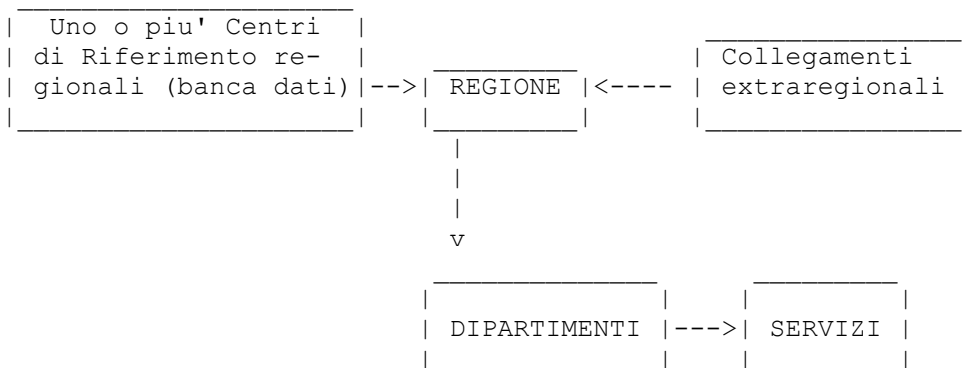 Uno o piu' Centri
di Riferimento re-
gionali (banca dati)
REGIONE
Collegamenti
extraregionali
DIPARTIMENTI
SERVIZI